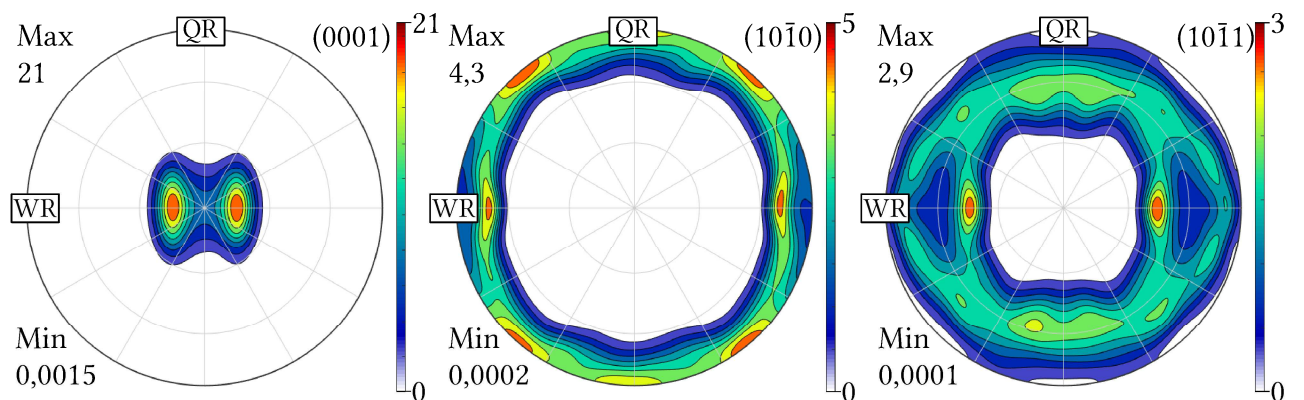 Max
21
QR
(0001)
WR
Min
0,0015
21
0
Max
4,3
QR
(101̄0)
WR
Min
0,0002
5
0
Max
2,9
QR
(101̄1)
WR
Min
0,0001
3
0